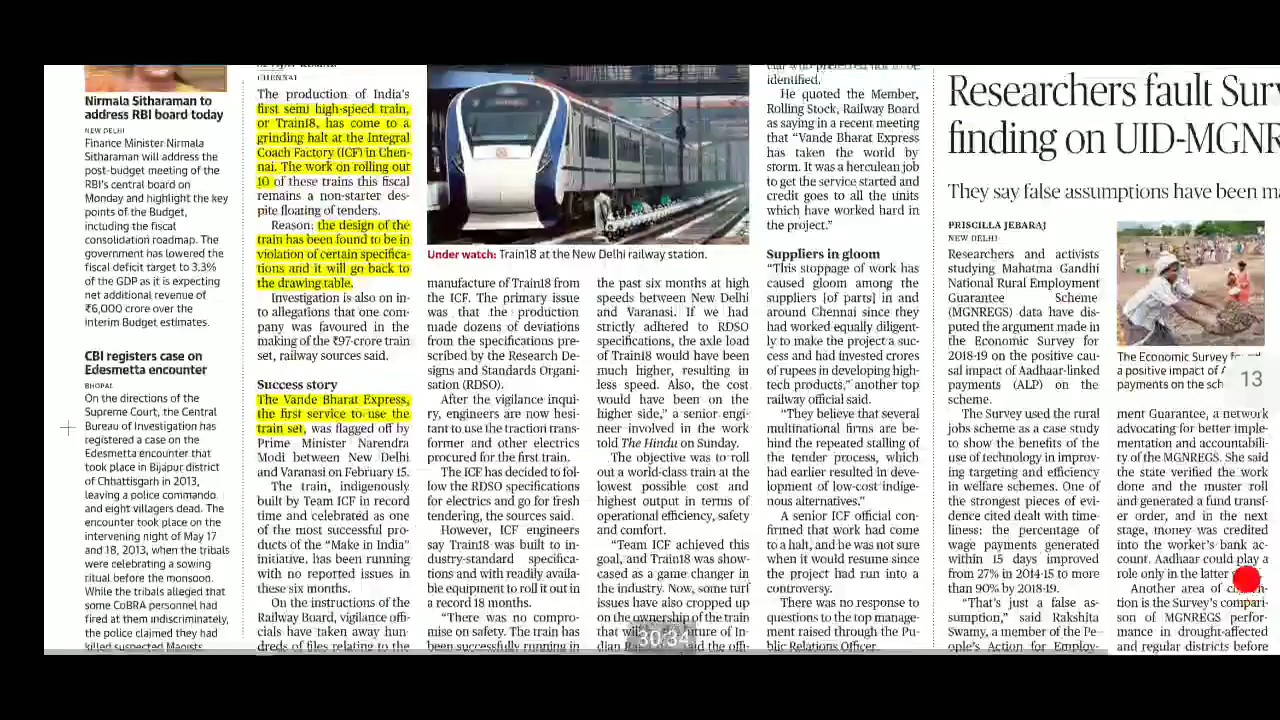 Nirmala Sitharaman to
address RBI board today
NEW DELHI
Finance Minister Nirmala
Sitharaman will address the
post-budget meeting of the
RBI's central board on
Monday and highlight the key
points of the Budget,
including the fiscal
consolidation roadmap. The
government has lowered the
fiscal deficit target to 3.3%
of the GDP as it is expecting
net additional revenue of
₹6,000 crore over the
interim Budget estimates.
CBI registers case on
Edesmetta encounter
BHOPAL
On the directions of the
Supreme Court, the Central
Bureau of Investigation has
registered a case on the
Edesmetta encounter that
took place in Bijapur district
of Chhattisgarh in 2013,
leaving a police commando,
and eight villagers dead. The
encounter took place on the
intervening night of May 17
and 18, 2013, when the tribals
were celebrating a sowing
ritual before the monsoon.
While the tribals alleged that
some CoBRA personnel had
fired at them indiscriminately,
the police claimed they had
killed suspected Maoists
CHENNAI
The production of India's
first semi high-speed train,
or Train18, has come to a
grinding halt at the Integral
Coach Factory (ICF) in Chen-
nai. The work on rolling out
10 of these trains this fiscal
remains a non-starter des-
pite floating of tenders.
Reason: the design of the
train has been found to be in
violation of certain specifica-
tions and it will go back to
the drawing table.
Investigation is also on in-
to allegations that one com-
pany was favoured in the
making of the ₹97-crore train
set, railway sources said.
Success story
The Vande Bharat Express,
the first service to use the
train set, was flagged off by
Prime Minister Narendra
Modi between New Delhi
and Varanasi on February 15.
The train, indigenously
built by Team ICF in record
time and celebrated as one
of the most successful pro-
ducts of the “Make in India”
initiative, has been running
with no reported issues in
these six months.
On the instructions of the
Railway Board, vigilance offi-
cials have taken away hun-
dreds of files relating to the
Under watch: Train18 at the New Delhi railway station.
manufacture of Train18 from
the ICF. The primary issue
was that the production
made dozens of deviations
from the specifications pre-
scribed by the Research De-
signs and Standards Organi-
sation (RDSO).
After the vigilance inqui-
ry, engineers are now hesi-
tant to use the traction trans-
former and other electrics
procured for the first train.
The ICF has decided to fol-
low the RDSO specifications
for electrics and go for fresh
tendering, the sources said.
However, ICF engineers
say Train18 was built to in-
dustry-standard specifica-
tions and with readily availa-
ble equipment to roll it out in
a record 18 months.
“There was no compro-
mise on safety. The train has
been successfully running in
the past six months at high
speeds between New Delhi
and Varanasi. If we had
strictly adhered to RDSO
specifications, the axle load
of Train18 would have been
much higher, resulting in
less speed. Also, the cost
would have been on the
higher side,” a senior engi-
neer involved in the work
told The Hindu on Sunday.
The objective was to roll
out a world-class train at the
lowest possible cost and
highest output in terms of
operational efficiency, safety
and comfort.
“Team ICF achieved this
goal, and Train18 was show-
cased as a game changer in
the industry. Now, some turf
issues have also cropped up
on the ownership of the train
that ture of In-
dian d the offi-
30:34
identified.
He quoted the Member,
Rolling Stock, Railway Board
as saying in a recent meeting
that “Vande Bharat Express
has taken the world by
storm. It was a herculean job
to get the service started and
credit goes to all the units
which have worked hard in
the project.”
Suppliers in gloom
“This stoppage of work has
caused gloom among the
suppliers [of parts] in and
around Chennai since they
had worked equally diligent-
ly to make the project a suc-
cess and had invested crores
of rupees in developing high-
tech products,” another top
railway official said.
“They believe that several
multinational firms are be-
hind the repeated stalling of
the tender process, which
had earlier resulted in deve-
lopment of low-cost indige-
nous alternatives.”
A senior ICF official con-
firmed that work had come
to a halt, and he was not sure
when it would resume since
the project had run into a
controversy.
There was no response to
questions to the top manage-
ment raised through the Pu-
blic Relations Officer.
Researchers fault Surv
finding on UID-MGNR
They say false assumptions have been m
PRISCILLA JEBARAJ
NEW DELHI
Researchers and activists
studying Mahatma Gandhi
National Rural Employment
Guarantee Scheme
(MGNREGS) data have dis-
puted the argument made in
the Economic Survey for
2018-19 on the positive cau-
sal impact of Aadhaar-linked
payments (ALP) on the
scheme.
The Survey used the rural
jobs scheme as a case study
to show the benefits of the
use of technology in improv-
ing targeting and efficiency
in welfare schemes. One of
the strongest pieces of evi-
dence cited dealt with time-
liness: the percentage of
wage payments generated
within 15 days improved
from 27% in 2014-15 to more
than 90% by 2018-19.
“That's just a false as-
sumption,” said Rakshita
Swamy, a member of the Pe-
ople's Action for Employ-
The Economic Survey
a positive impact of A
payments on the sch
13
ment Guarantee, a network
advocating for better imple-
mentation and accountabili-
ty of the MGNREGS. She said
the state verified the work
done and the muster roll
and generated a fund transf-
er order, and in the next
stage, money was credited
into the worker's bank ac-
count. Aadhaar could play a
role only in the latter
Another area of
tion is the Survey's compari-
son of MGNREGS perfor-
mance in drought-affected
and regular districts before